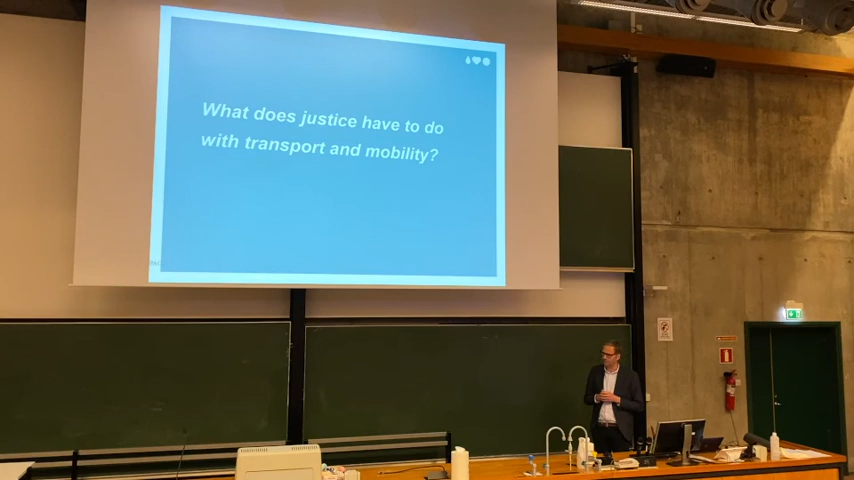 What does justice have to do
with transport and mobility?